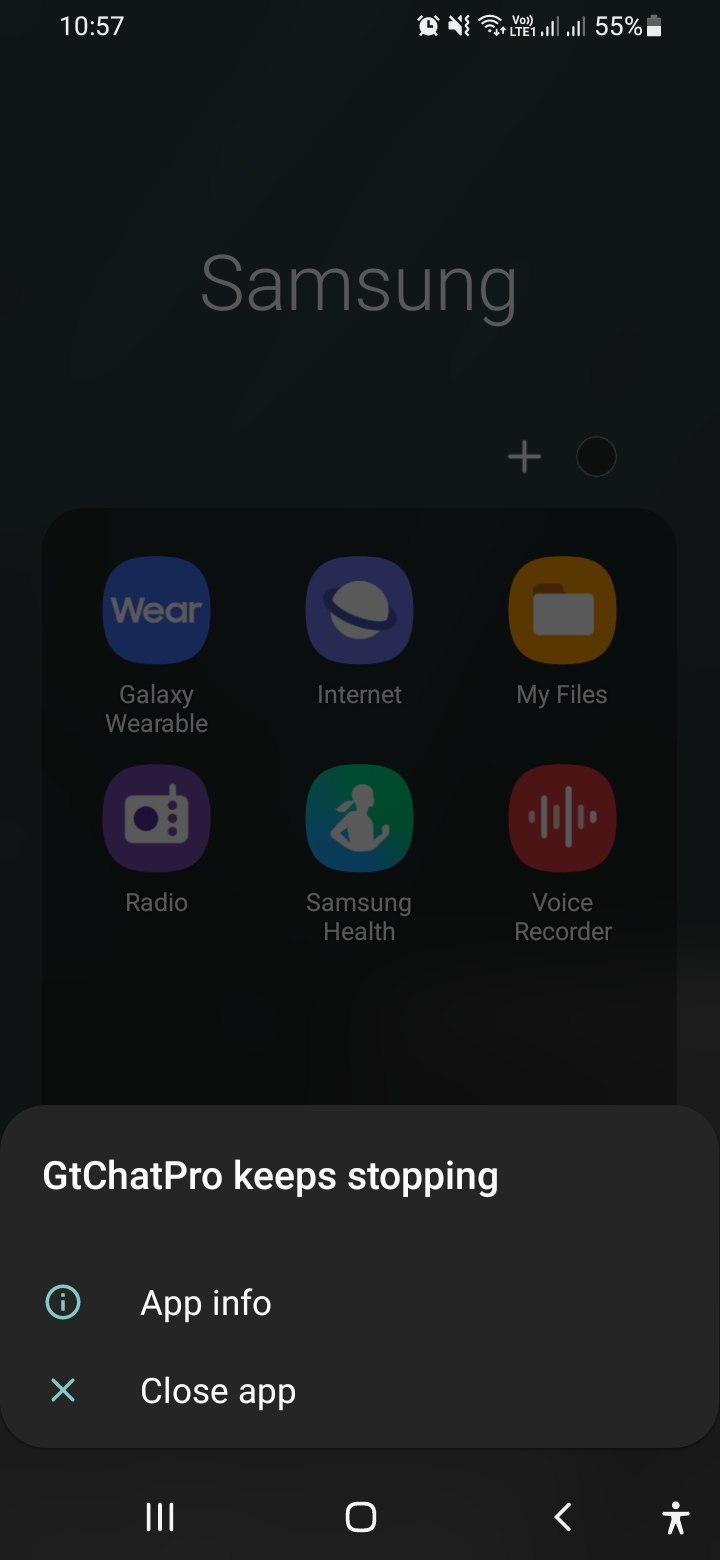 10:57
Vo)) LTE1 55%
Samsung
Wear
Galaxy
Wearable
Internet
My Files
Radio
Samsung
Health
Voice
Recorder
GtChatPro keeps stopping
App info
Close app